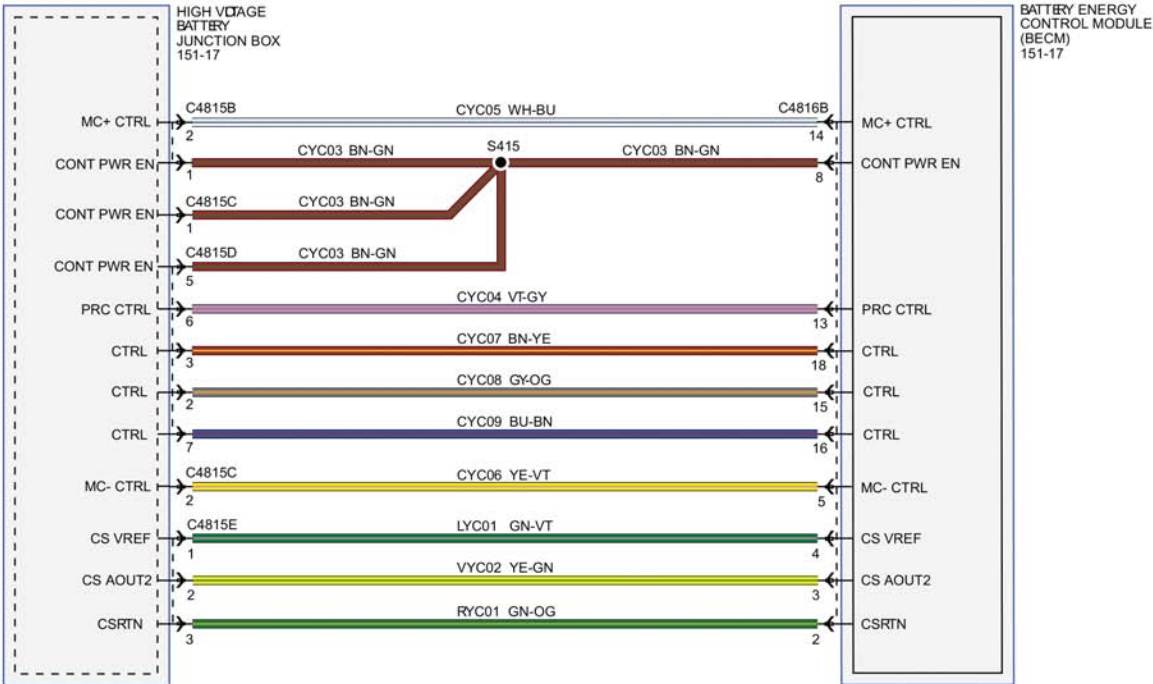 HIGH VOLTAGE
BATTERY
JUNCTION BOX
151-17
BATTERY ENERGY
CONTROL MODULE
(BECM)
151-17
C4815B CYC05 WH-BU C4816B
MC+ CTRL 2 14 MC+ CTRL
CYC03 BN-GN S415 CYC03 BN-GN
CONT PWR EN 1 8 CONT PWR EN
C4815C CYC03 BN-GN
CONT PWR EN 1
C4815D CYC03 BN-GN
CONT PWR EN 5
CYC04 VT-GY
PRC CTRL 6 13 PRC CTRL
CYC07 BN-YE
CTRL 3 18 CTRL
CYC08 GY-OG
CTRL 2 15 CTRL
CYC09 BU-BN
CTRL 7 16 CTRL
C4815C CYC06 YE-VT
MC- CTRL 2 5 MC- CTRL
C4815E LYC01 GN-VT
CS VREF 1 4 CS VREF
VYC02 YE-GN
CS AOUT2 2 3 CS AOUT2
RYC01 GN-OG
CSRTN 3 2 CSRTN